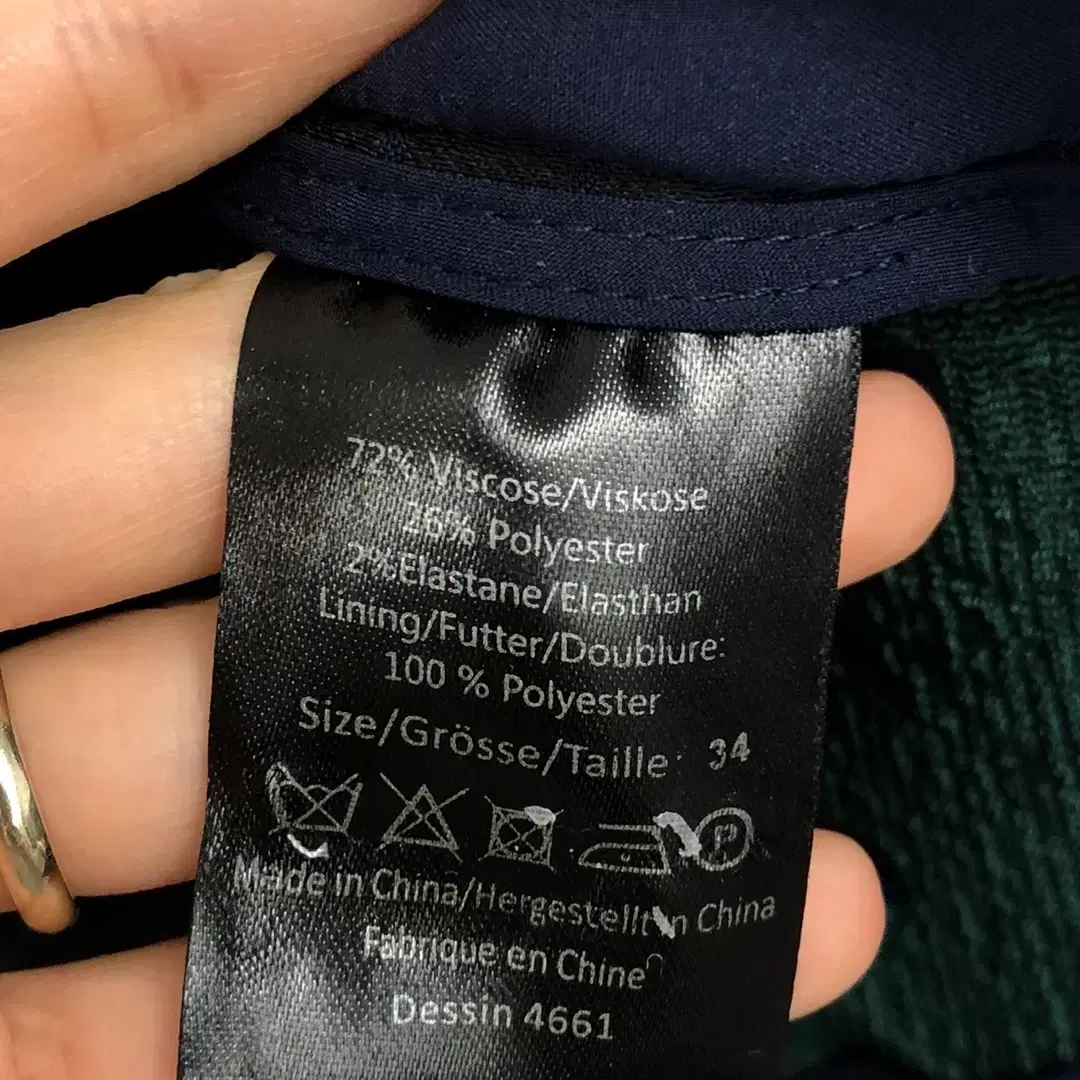 72% Viscose/Viskose
26% Polyester
2%Elastane/Elasthan
Lining/Futter/Doublure:
100 % Polyester
Size/Grösse/Taille: 34
P
Made in China/Hergestellt in China
Fabrique en Chine
Dessin 4661